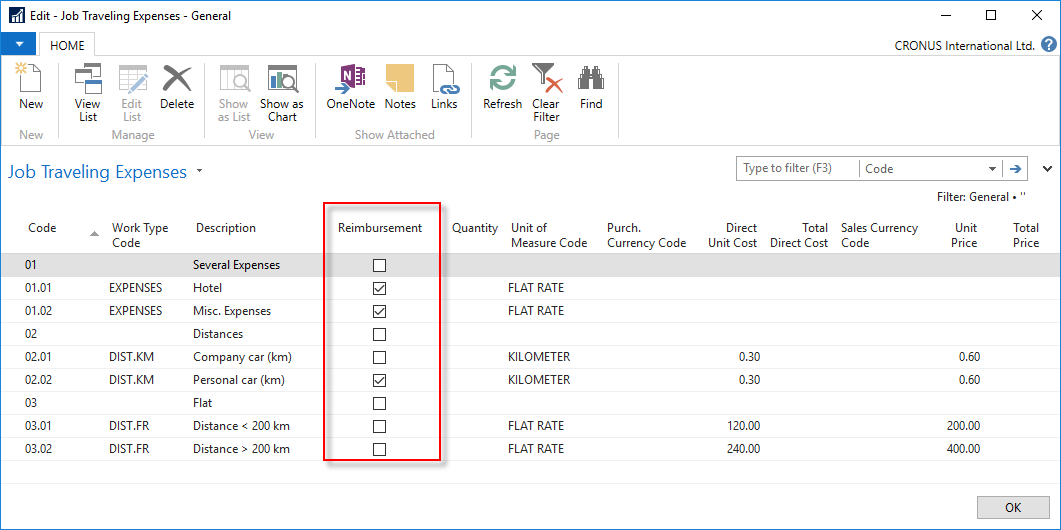 Edit - Job Traveling Expenses - General
HOME
CRONUS International Ltd.
?
New
View List
Edit List
Delete
Show as List
Show as Chart
OneNote
Notes
Links
Refresh
Clear Filter
Find
New
Manage
View
Show Attached
Page
Job Traveling Expenses
Type to filter (F3)
Code
Filter: General • ''
Code Work Type Code Description Reimbursement Quantity Unit of Measure Code Purch. Currency Code Direct Unit Cost Total Direct Cost Sales Currency Code Unit Price Total Price
01 Several Expenses
01.01 EXPENSES Hotel FLAT RATE
01.02 EXPENSES Misc. Expenses FLAT RATE
02 Distances
02.01 DIST.KM Company car (km) KILOMETER 0.30 0.60
02.02 DIST.KM Personal car (km) KILOMETER 0.30 0.60
03 Flat
03.01 DIST.FR Distance < 200 km FLAT RATE 120.00 200.00
03.02 DIST.FR Distance > 200 km FLAT RATE 240.00 400.00
OK